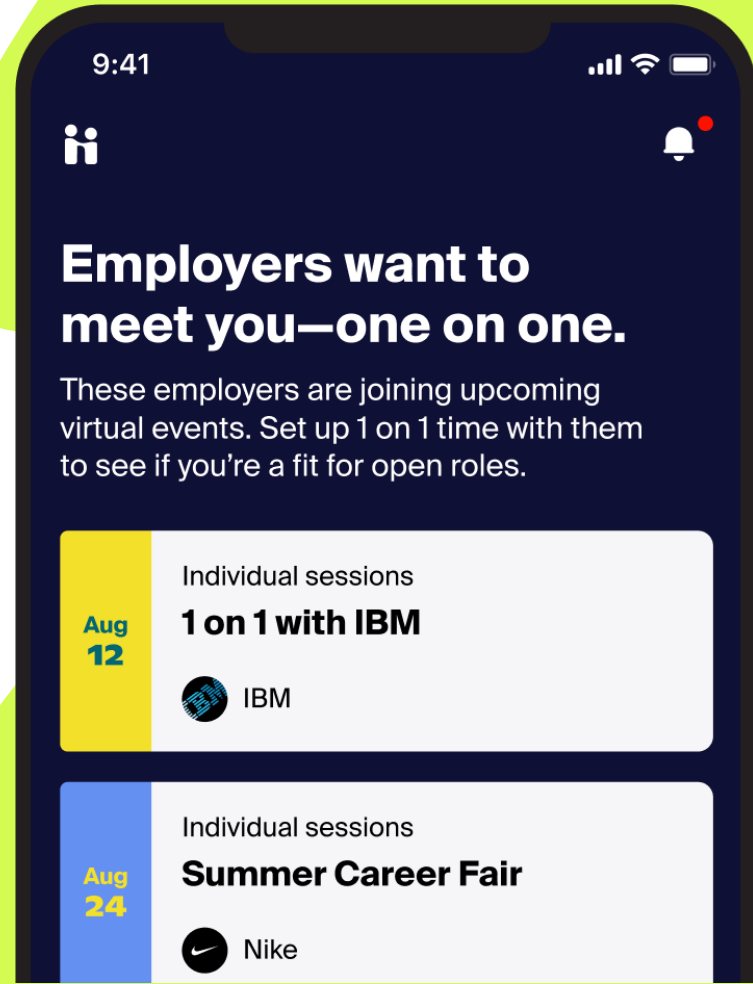 9:41
Employers want to
meet you—one on one.
These employers are joining upcoming
virtual events. Set up 1 on 1 time with them
to see if you’re a fit for open roles.
Aug
12
Individual sessions
1 on 1 with IBM
IBM
IBM
Aug
24
Individual sessions
Summer Career Fair
Nike